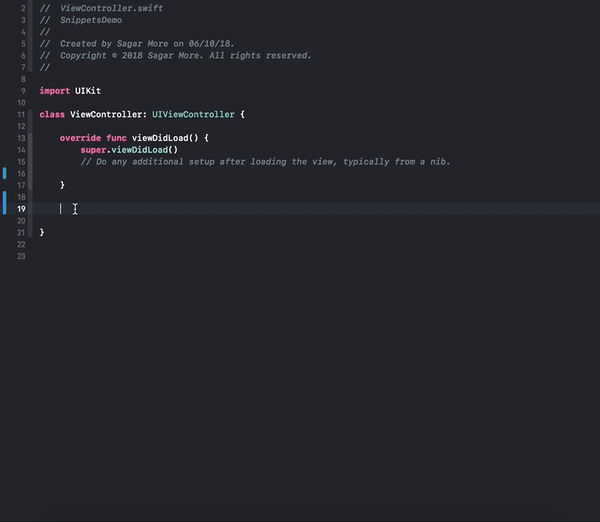 2 //  ViewController.swift
3 //  SnippetsDemo
4 //
5 //  Created by Sagar More on 06/10/18.
6 //  Copyright © 2018 Sagar More. All rights reserved.
7 //
8
9 import UIKit
10
11 class ViewController: UIViewController {
12
13     override func viewDidLoad() {
14         super.viewDidLoad()
15         // Do any additional setup after loading the view, typically from a nib.
16
17     }
18
19
20
21 }
22
23